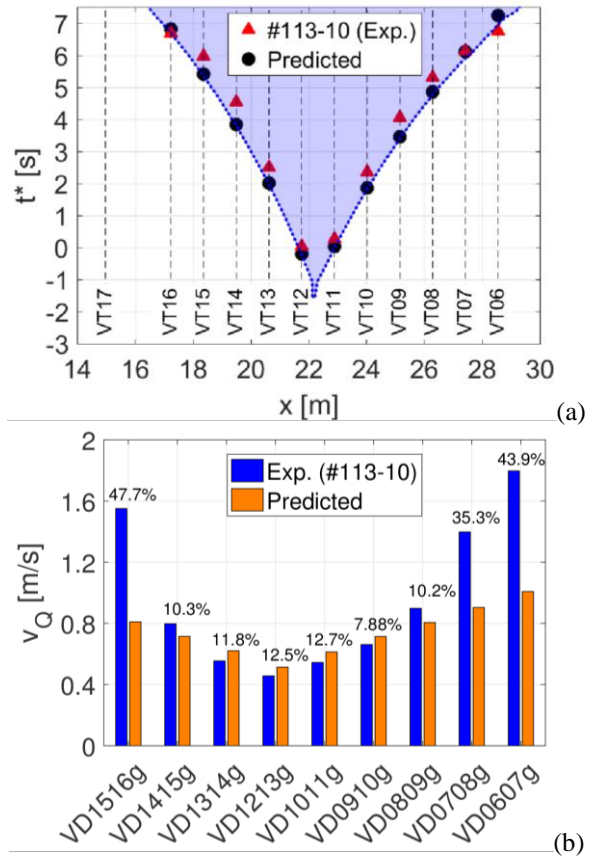 7
6
5
4
3
2
1
0
-1
-2
-3
t* [s]
#113-10 (Exp.)
Predicted
VT17
VT16
VT15
VT14
VT13
VT12
VT11
VT10
VT09
VT08
VT07
VT06
14 16 18 20 22 24 26 28 30
x [m]
(a)
2
1.6
1.2
0.8
0.4
0
v_Q [m/s]
Exp. (#113-10)
Predicted
47.7%
10.3%
11.8%
12.5%
12.7%
7.88%
10.2%
35.3%
43.9%
VD1516g
VD1415g
VD1314g
VD1213g
VD1011g
VD0910g
VD0809g
VD0708g
VD0607g
(b)